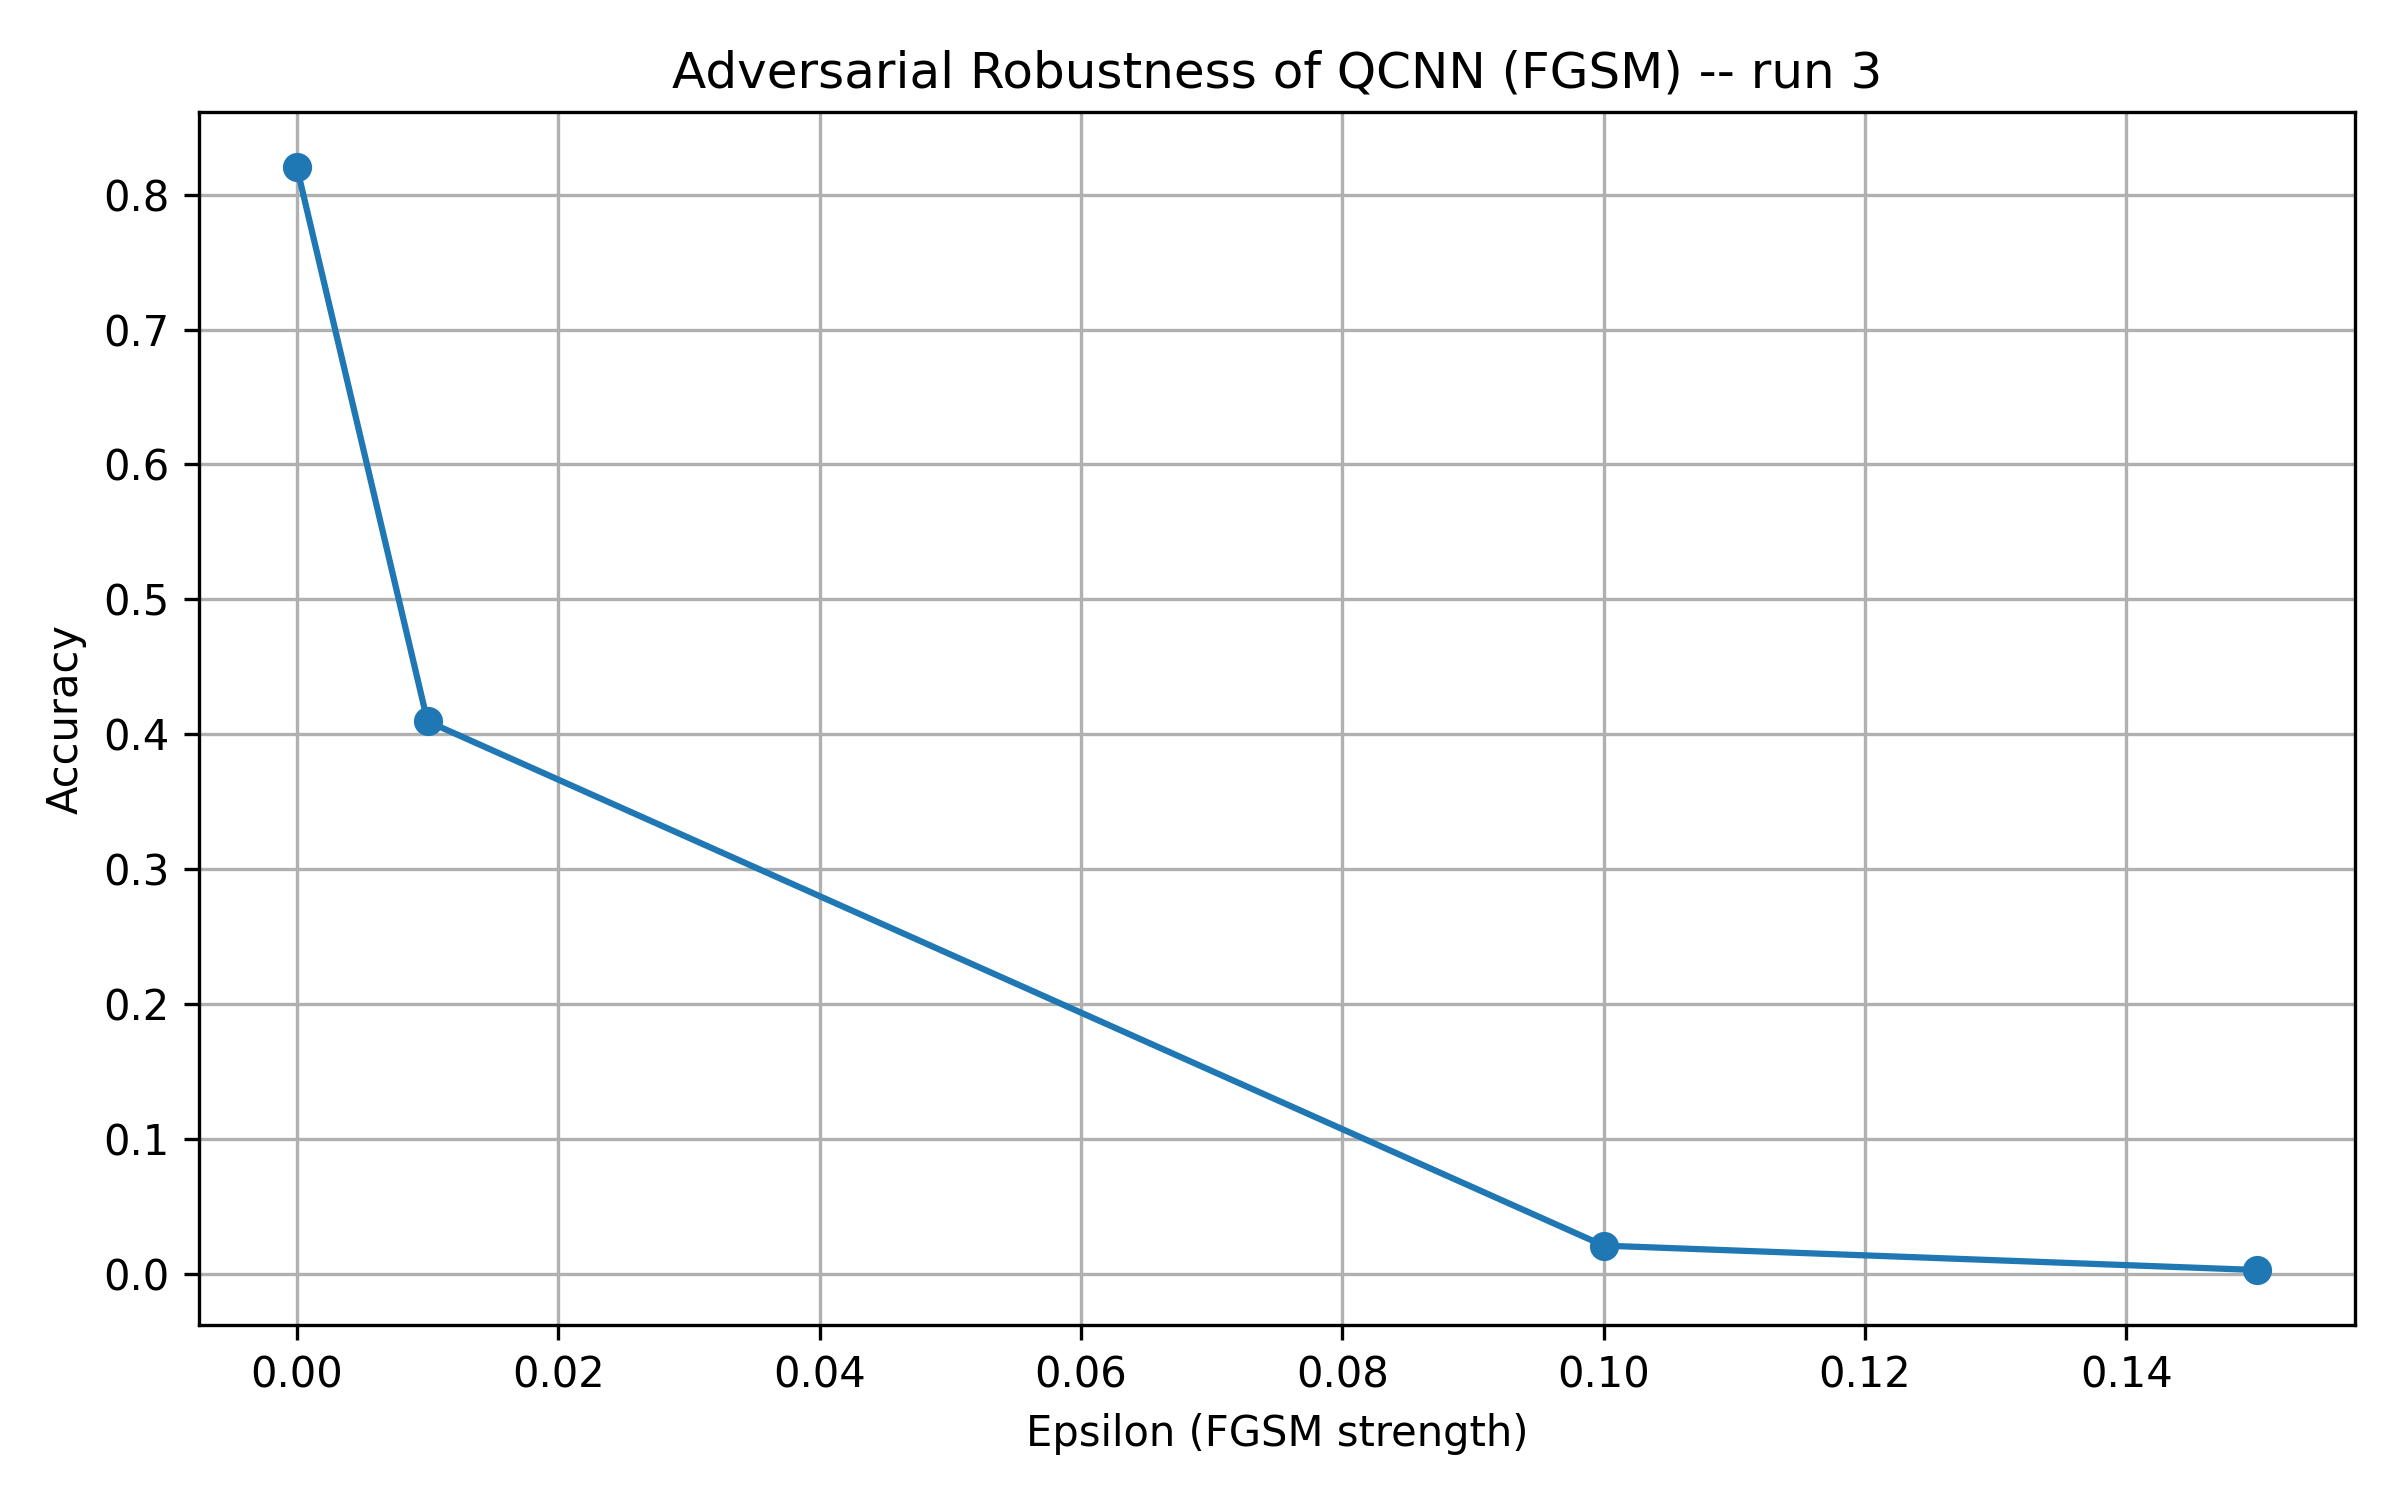 Adversarial Robustness of QCNN (FGSM) -- run 3
Accuracy
0.8
0.7
0.6
0.5
0.4
0.3
0.2
0.1
0.0
0.00 0.02 0.04 0.06 0.08 0.10 0.12 0.14
Epsilon (FGSM strength)